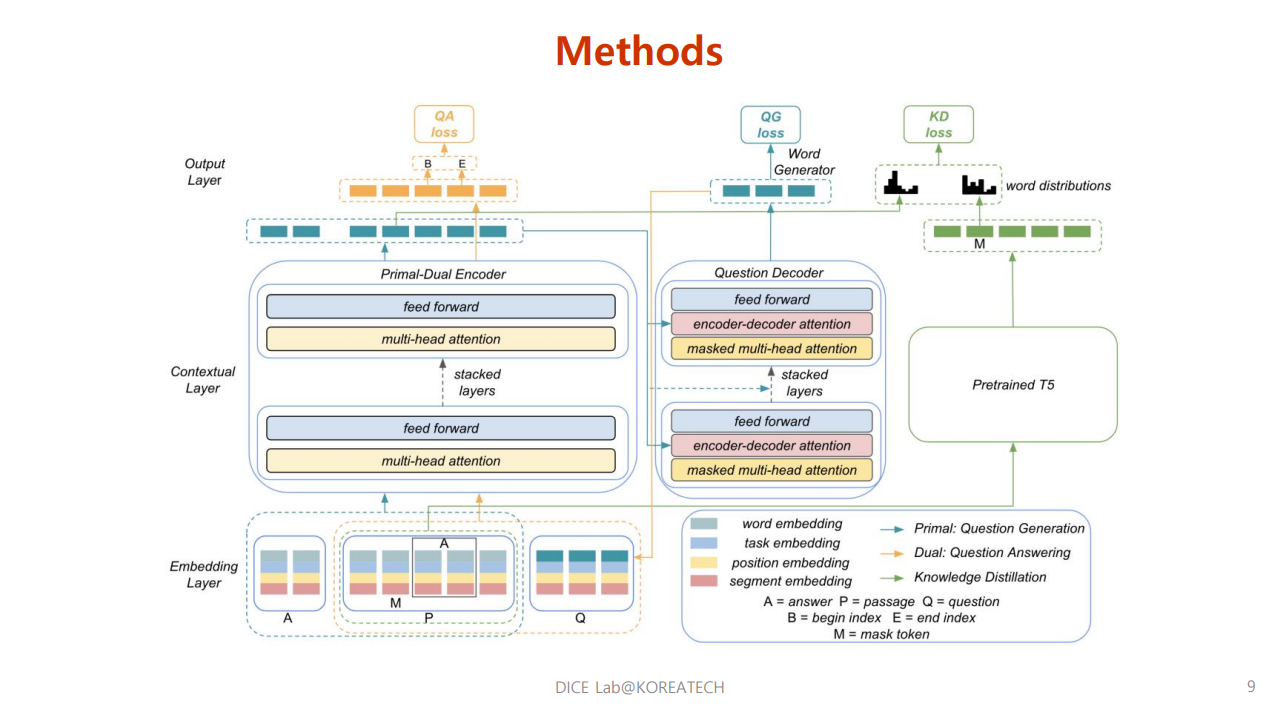 Methods
QA
loss
QG
loss
KD
loss
Output
Layer
B E
Word
Generator
word distributions
M
Primal-Dual Encoder
feed forward
multi-head attention
stacked
layers
feed forward
multi-head attention
Question Decoder
feed forward
encoder-decoder attention
masked multi-head attention
stacked
layers
feed forward
encoder-decoder attention
masked multi-head attention
Contextual
Layer
Pretrained T5
Embedding
Layer
A
A
M
P
Q
word embedding
task embedding
position embedding
segment embedding
Primal: Question Generation
Dual: Question Answering
Knowledge Distillation
A = answer P = passage Q = question
B = begin index E = end index
M = mask token
DICE Lab@KOREATECH
9